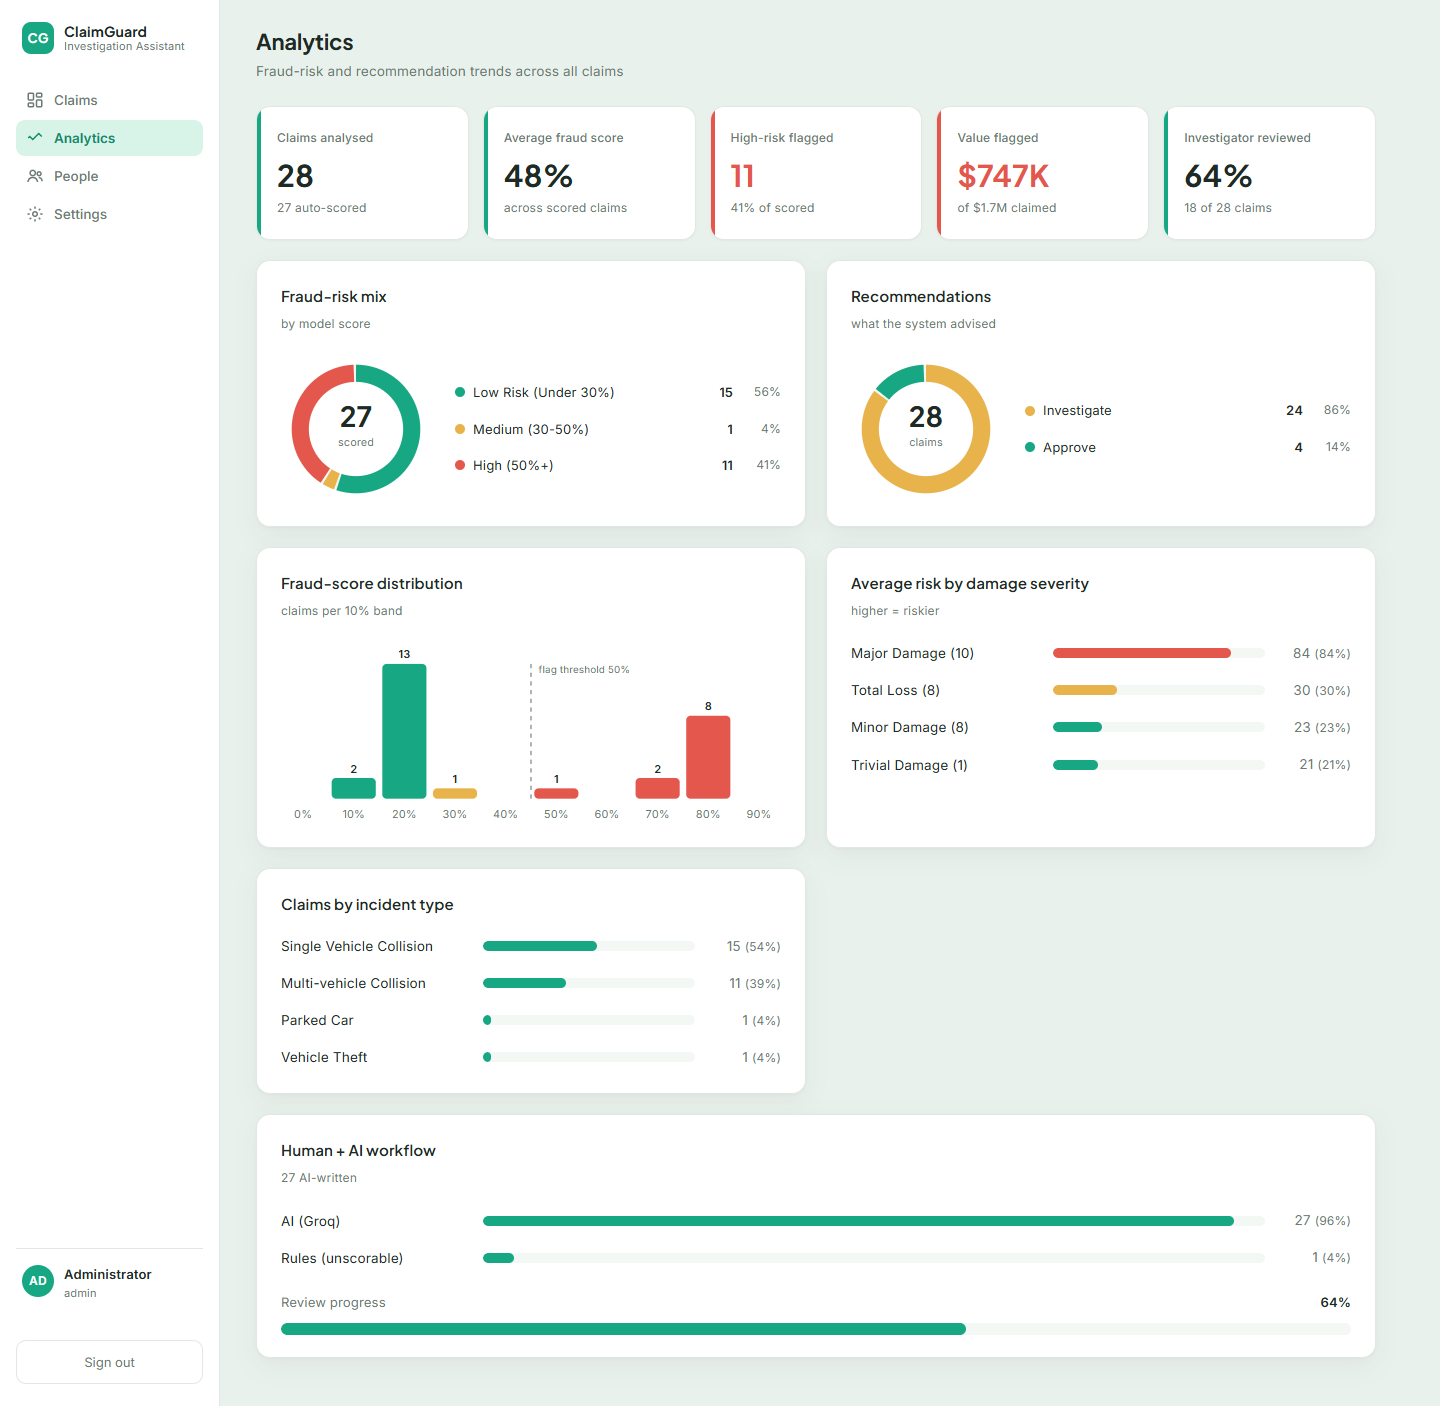 CG
ClaimGuard
Investigation Assistant
Claims
Analytics
People
Settings
AD
Administrator
admin
Sign out
Analytics
Fraud-risk and recommendation trends across all claims
Claims analysed
28
27 auto-scored
Average fraud score
48%
across scored claims
High-risk flagged
11
41% of scored
Value flagged
$747K
of $1.7M claimed
Investigator reviewed
64%
18 of 28 claims
Fraud-risk mix
by model score
27
scored
Low Risk (Under 30%) 15 56%
Medium (30-50%) 1 4%
High (50%+) 11 41%
Recommendations
what the system advised
28
claims
Investigate 24 86%
Approve 4 14%
Fraud-score distribution
claims per 10% band
13
flag threshold 50%
8
2 1 1 2
0% 10% 20% 30% 40% 50% 60% 70% 80% 90%
Average risk by damage severity
higher = riskier
Major Damage (10) 84 (84%)
Total Loss (8) 30 (30%)
Minor Damage (8) 23 (23%)
Trivial Damage (1) 21 (21%)
Claims by incident type
Single Vehicle Collision 15 (54%)
Multi-vehicle Collision 11 (39%)
Parked Car 1 (4%)
Vehicle Theft 1 (4%)
Human + AI workflow
27 AI-written
AI (Groq) 27 (96%)
Rules (unscorable) 1 (4%)
Review progress 64%